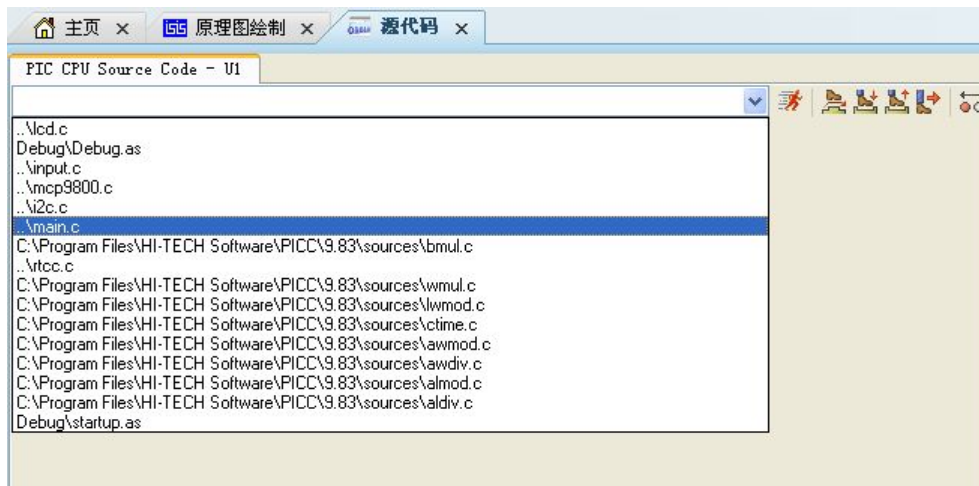 主页 × 原理图绘制 × 源代码 ×
PIC CPU Source Code - U1
..\lcd.c
Debug\Debug.as
..\input.c
..\mcp9800.c
..\i2c.c
..\main.c
C:\Program Files\HI-TECH Software\PICC\9.83\sources\bmul.c
..\rtcc.c
C:\Program Files\HI-TECH Software\PICC\9.83\sources\wmul.c
C:\Program Files\HI-TECH Software\PICC\9.83\sources\lwmod.c
C:\Program Files\HI-TECH Software\PICC\9.83\sources\ctime.c
C:\Program Files\HI-TECH Software\PICC\9.83\sources\awmod.c
C:\Program Files\HI-TECH Software\PICC\9.83\sources\awdiv.c
C:\Program Files\HI-TECH Software\PICC\9.83\sources\almod.c
C:\Program Files\HI-TECH Software\PICC\9.83\sources\aldiv.c
Debug\startup.as